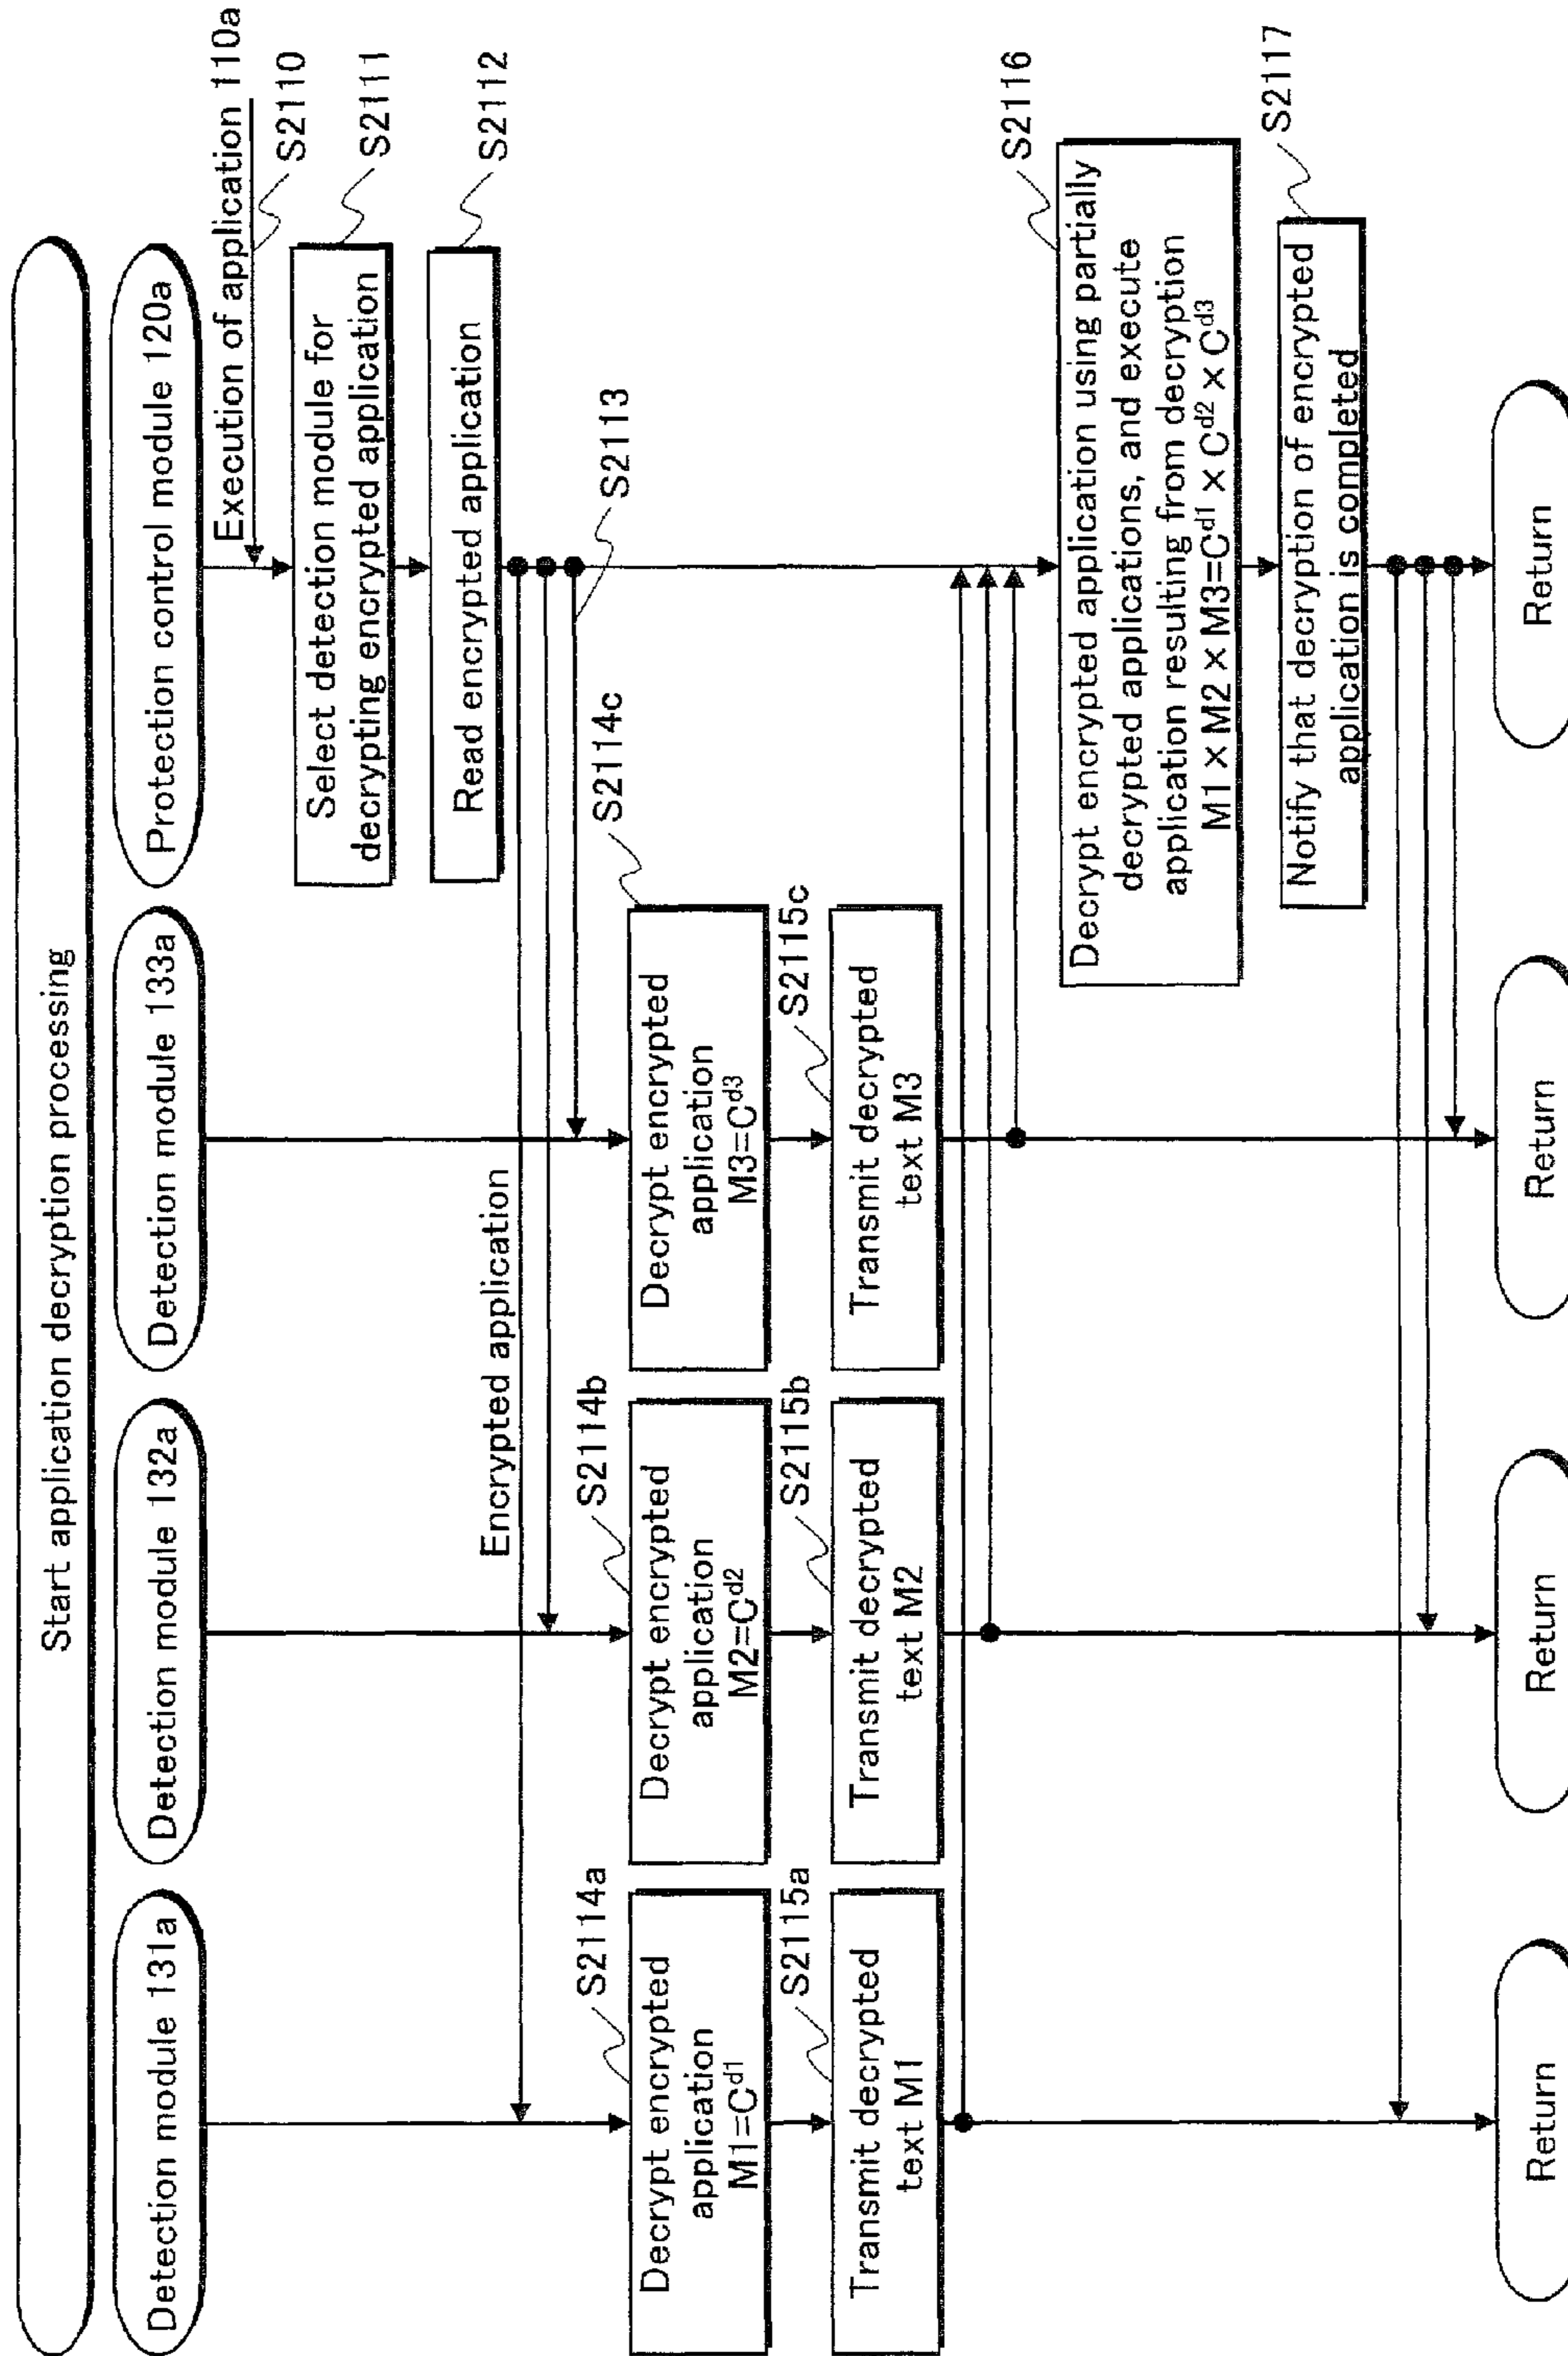 Start application decryption processing
Detection module 131a
Detection module 132a
Detection module 133a
Protection control module 120a
Execution of application 110a
S2110
Select detection module for
decrypting encrypted application
S2111
Read encrypted application
S2112
Encrypted application
S2113
S2114a
Decrypt encrypted
application
M1=C^d1
S2114b
Decrypt encrypted
application
M2=C^d2
S2114c
Decrypt encrypted
application
M3=C^d3
S2115a
Transmit decrypted
text M1
S2115b
Transmit decrypted
text M2
S2115c
Transmit decrypted
text M3
S2116
Decrypt encrypted application using partially
decrypted applications, and execute
application resulting from decryption
M1×M2×M3=C^d1×C^d2×C^d3
S2117
Notify that decryption of encrypted
application is completed
Return
Return
Return
Return